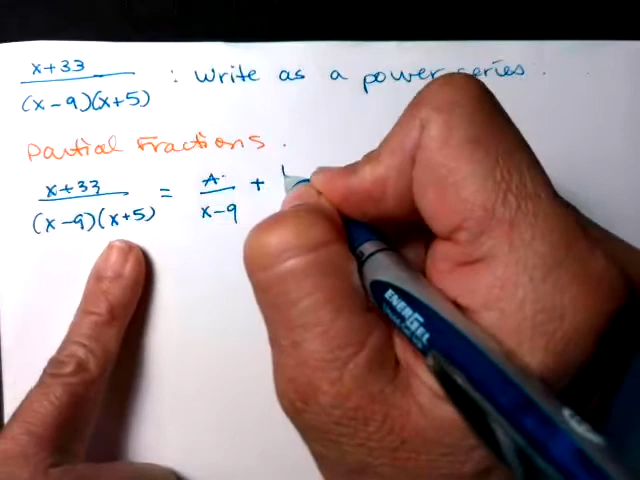 x+33
(x-9)(x+5) : Write as a power series.
Partial Fractions.
x+33 / (x-9)(x+5) = A / x-9 +
EnerGel